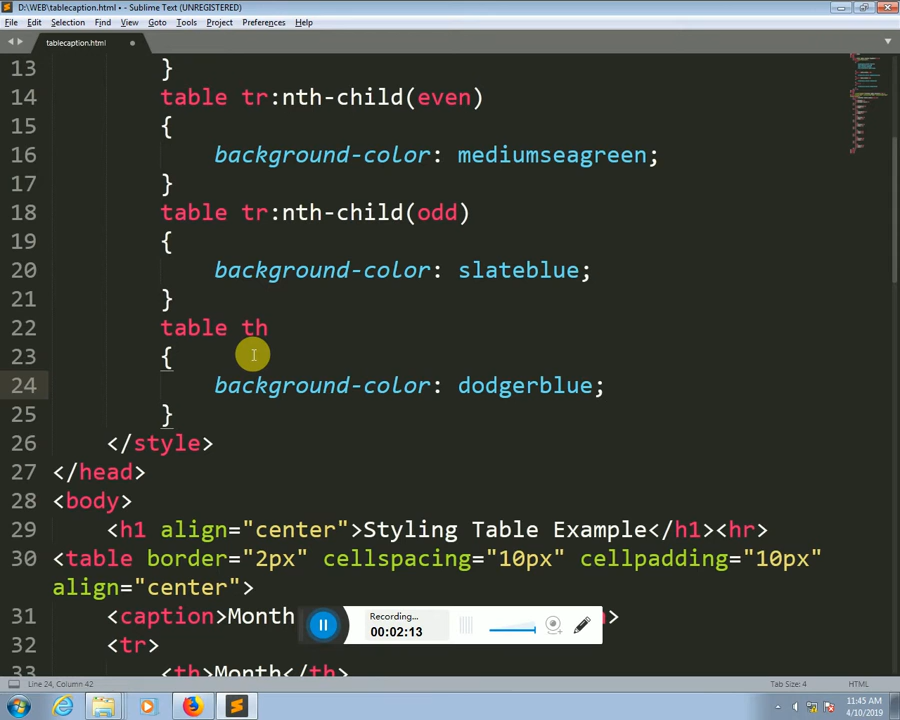 D:\WEB\tablecaption.html • - Sublime Text (UNREGISTERED)
File Edit Selection Find View Goto Tools Project Preferences Help
tablecaption.html
13 }
14 table tr:nth-child(even)
15 {
16 background-color: mediumseagreen;
17 }
18 table tr:nth-child(odd)
19 {
20 background-color: slateblue;
21 }
22 table th
23 {
24 background-color: dodgerblue;
25 }
26 </style>
27 </head>
28 <body>
29 <h1 align="center">Styling Table Example</h1><hr>
30 <table border="2px" cellspacing="10px" cellpadding="10px"
align="center">
31 <caption>Month
Recording...
00:02:13
32 <tr>
33 <th>Month</th>
Line 24, Column 42
Tab Size: 4
HTML
11:45 AM
4/10/2019